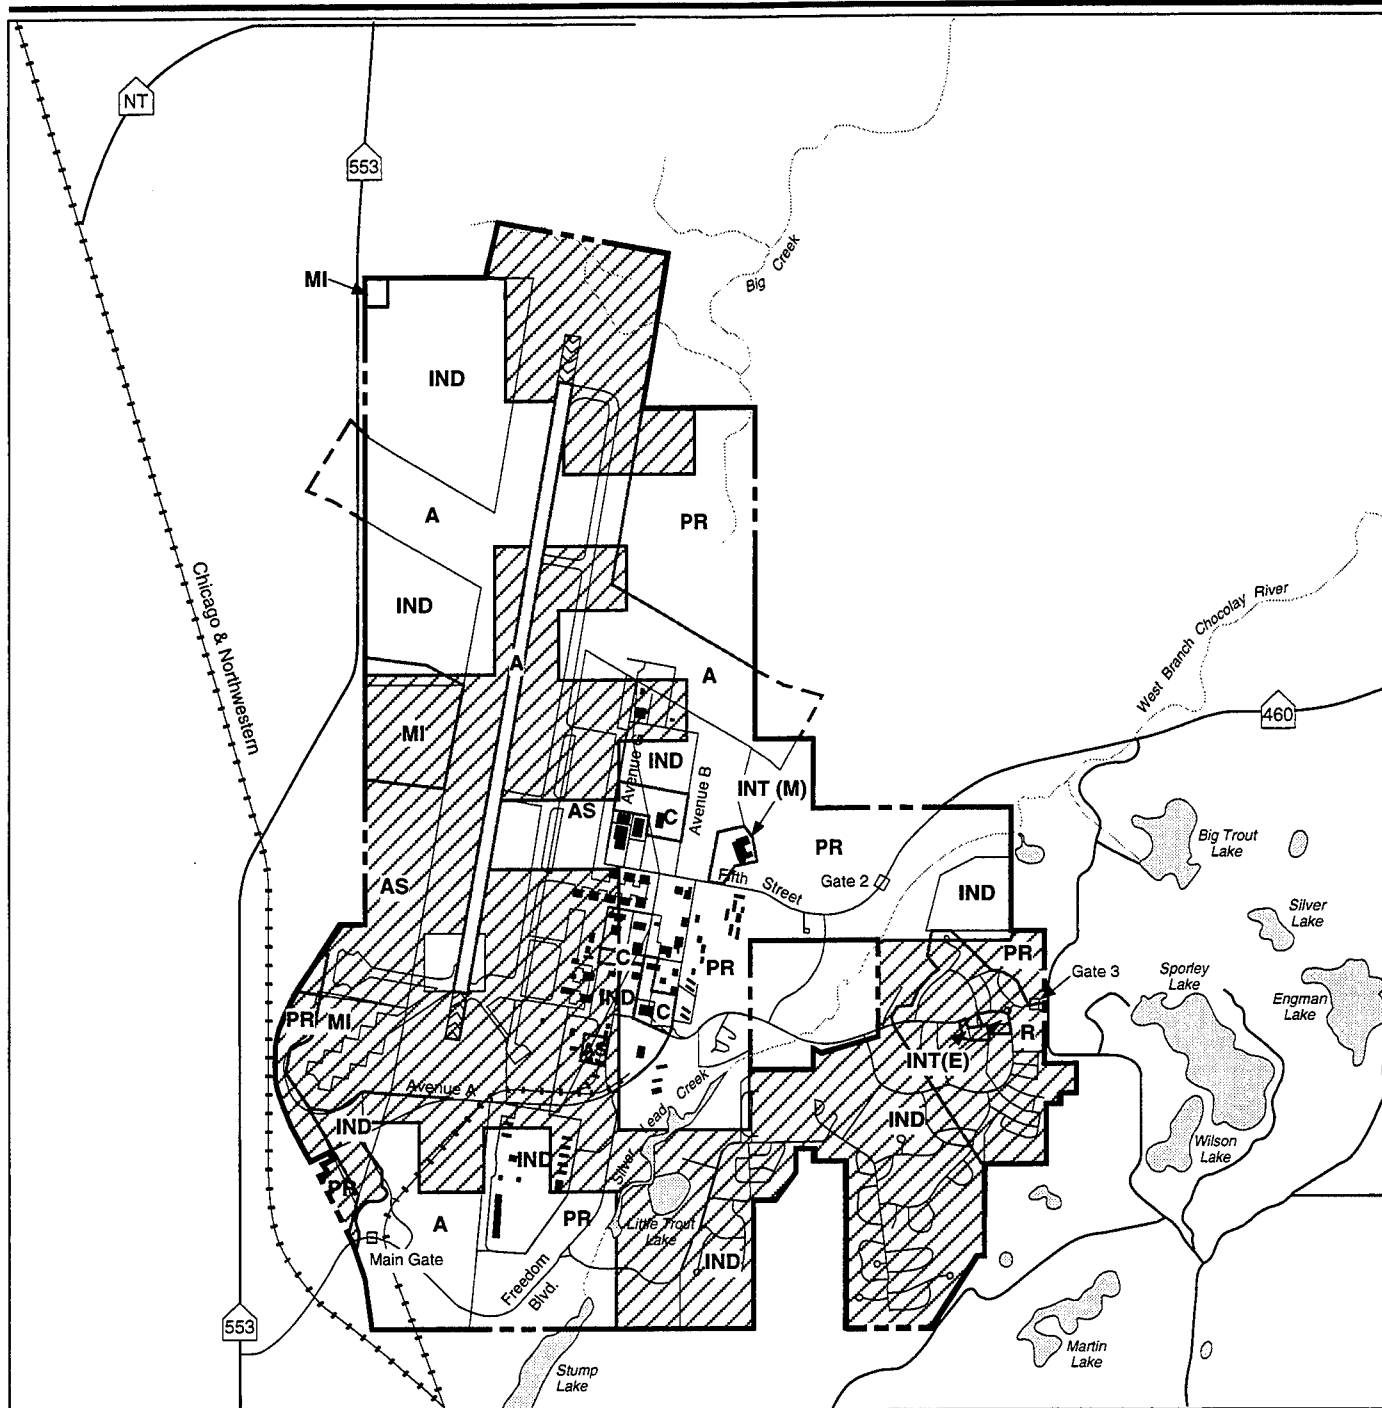 NT
553
Big Creek
MI
IND
A
PR
Chicago & Northwestern
IND
West Branch Chocolay River
A
A
460
MI
IND
Avenue B
INT (M)
AS
C
PR
Big Trout
Lake
AS
Fifth Street
Gate 2
IND
Silver
Lake
C
PR
PR
Gate 3
Sporley
Lake
Engman
Lake
IND
C
PR
MI
R
INT(E)
Avenue A
Silver Lead Creek
IND
IND
IND
Wilson
Lake
PR
A
PR
Little Trout
Lake
Main Gate
IND
Freedom
Blvd.
553
Martin
Lake
Stump
Lake